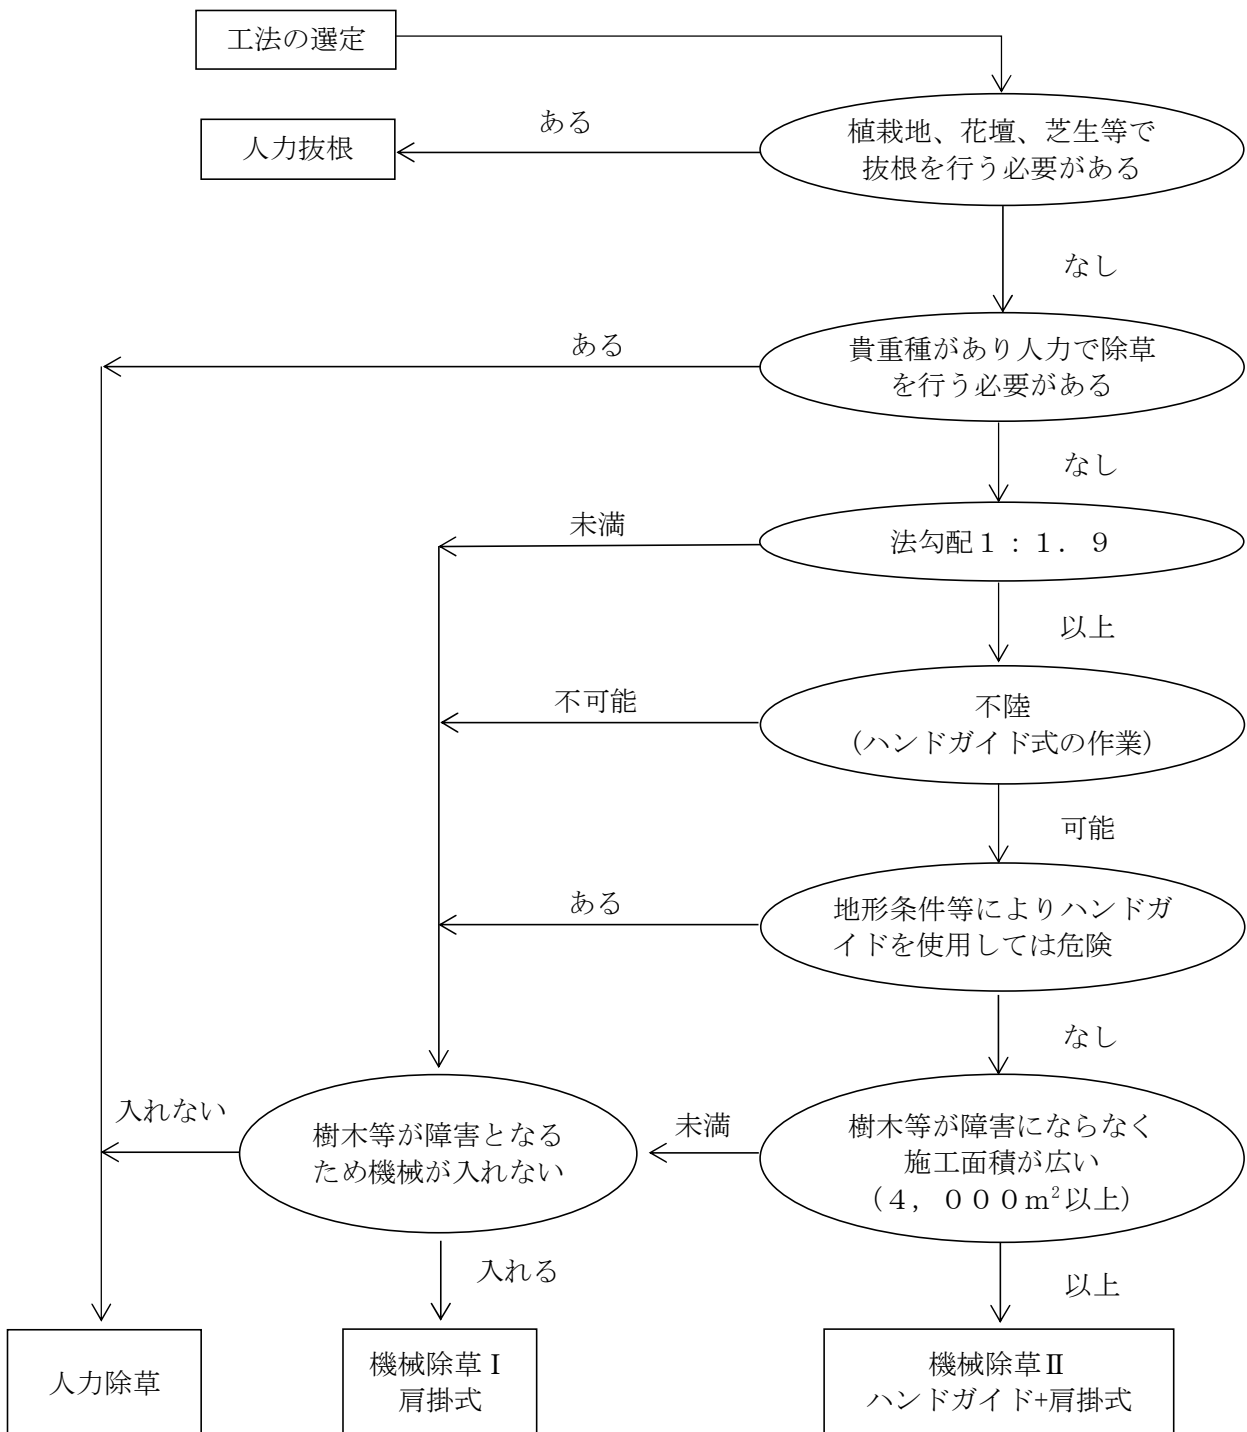 工法の選定
ある
植栽地、花壇、芝生等で
抜根を行う必要がある
人力抜根
なし
ある
貴重種があり人力で除草
を行う必要がある
なし
未満
法勾配1:1.9
以上
不可能
不陸
(ハンドガイド式の作業)
可能
ある
地形条件等によりハンドガ
イドを使用しては危険
なし
入れない
樹木等が障害となる
ため機械が入れない
未満
樹木等が障害にならなく
施工面積が広い
(4,000m²以上)
入れる
以上
人力除草
機械除草Ⅰ
肩掛式
機械除草Ⅱ
ハンドガイド+肩掛式